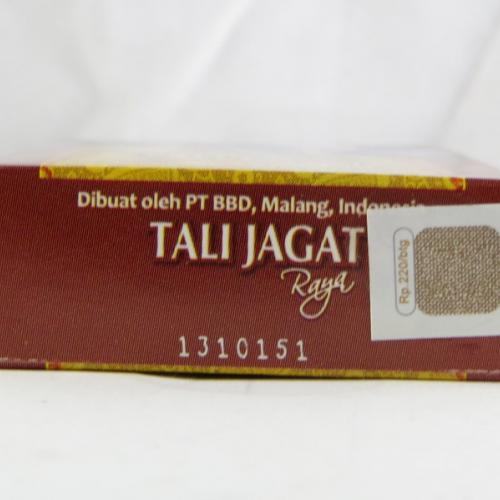 Dibuat oleh PT BBD, Malang, Indonesia
TALI JAGAT
Raya
Rp 220/btg
1310151